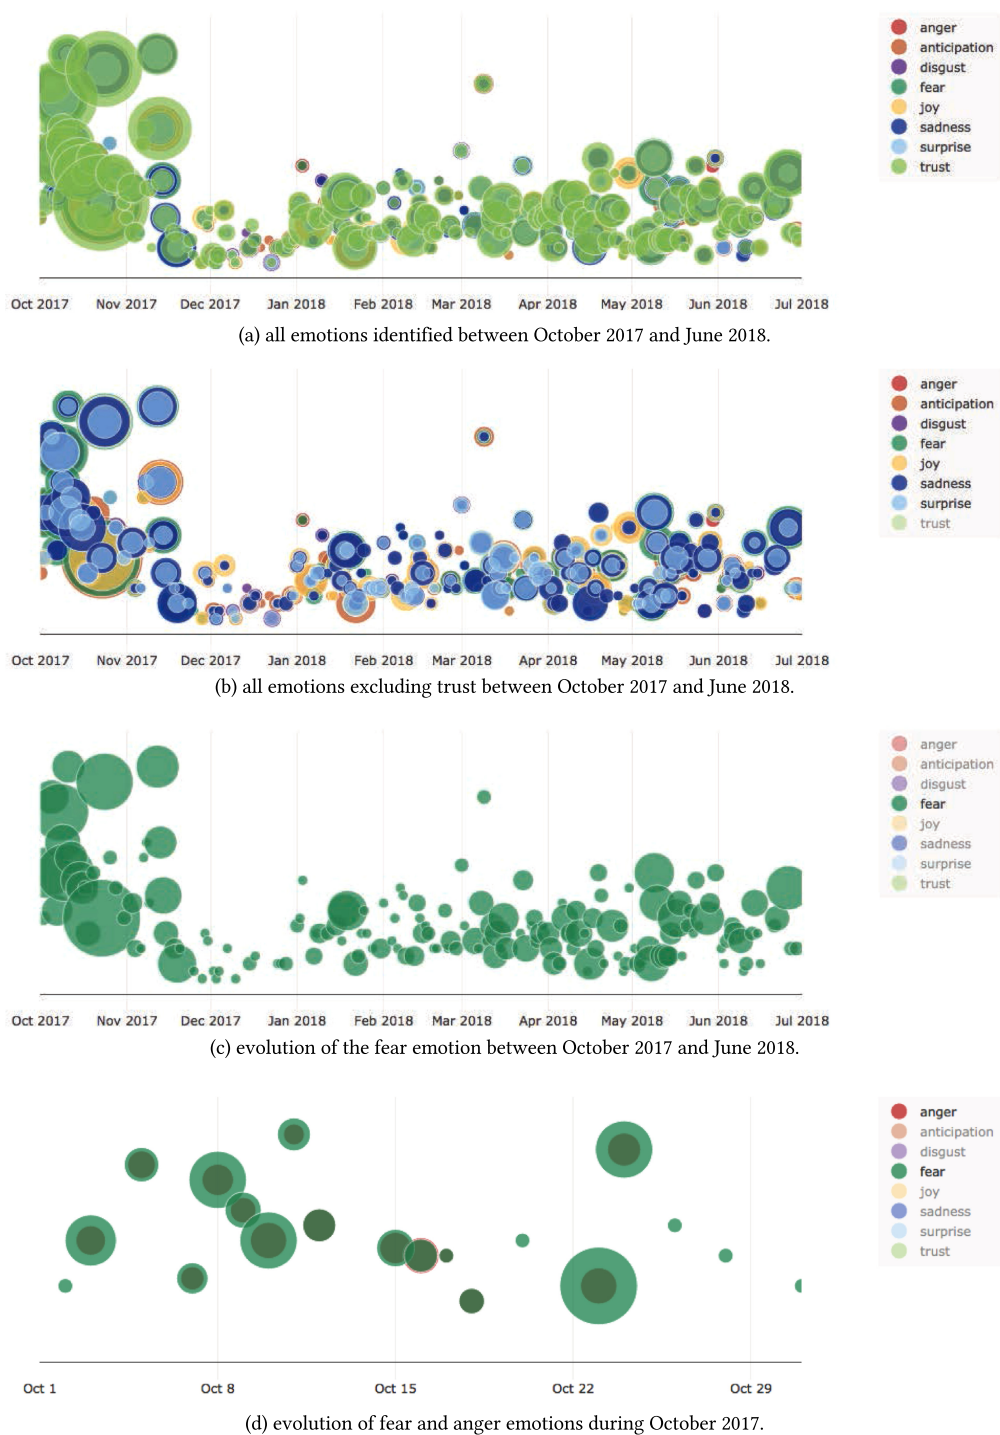 anger
anticipation
disgust
fear
joy
sadness
surprise
trust
Oct 2017 Nov 2017 Dec 2017 Jan 2018 Feb 2018 Mar 2018 Apr 2018 May 2018 Jun 2018 Jul 2018
(a) all emotions identified between October 2017 and June 2018.
anger
anticipation
disgust
fear
joy
sadness
surprise
trust
Oct 2017 Nov 2017 Dec 2017 Jan 2018 Feb 2018 Mar 2018 Apr 2018 May 2018 Jun 2018 Jul 2018
(b) all emotions excluding trust between October 2017 and June 2018.
anger
anticipation
disgust
fear
joy
sadness
surprise
trust
Oct 2017 Nov 2017 Dec 2017 Jan 2018 Feb 2018 Mar 2018 Apr 2018 May 2018 Jun 2018 Jul 2018
(c) evolution of the fear emotion between October 2017 and June 2018.
anger
anticipation
disgust
fear
joy
sadness
surprise
trust
Oct 1 Oct 8 Oct 15 Oct 22 Oct 29
(d) evolution of fear and anger emotions during October 2017.